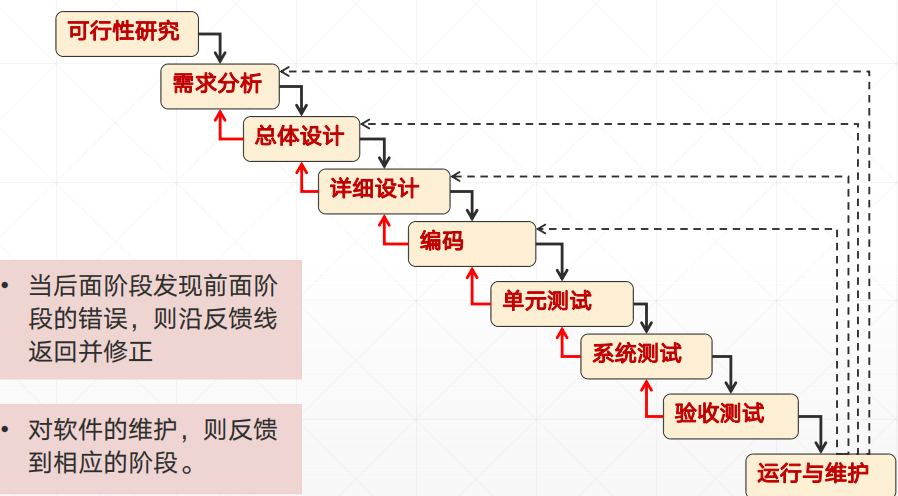 可行性研究
需求分析
总体设计
详细设计
编码
单元测试
系统测试
验收测试
运行与维护
• 当后面阶段发现前面阶
段的错误，则沿反馈线
返回并修正
• 对软件的维护，则反馈
到相应的阶段。